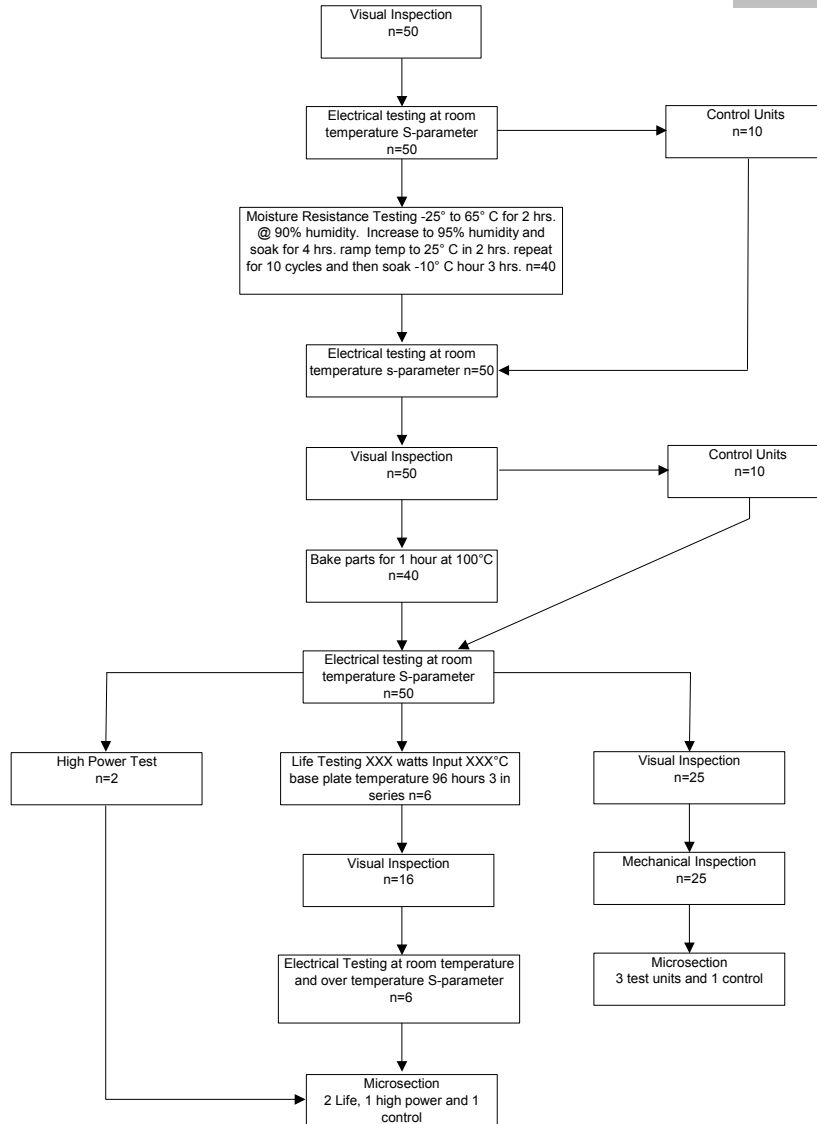 Visual Inspection
n=50
Electrical testing at room
temperature S-parameter
n=50
Control Units
n=10
Moisture Resistance Testing -25° to 65° C for 2 hrs.
@ 90% humidity.  Increase to 95% humidity and
soak for 4 hrs. ramp temp to 25° C in 2 hrs. repeat
for 10 cycles and then soak -10° C hour 3 hrs. n=40
Electrical testing at room
temperature s-parameter n=50
Visual Inspection
n=50
Control Units
n=10
Bake parts for 1 hour at 100°C
n=40
Electrical testing at room
temperature S-parameter
n=50
High Power Test
n=2
Life Testing XXX watts Input XXX°C
base plate temperature 96 hours 3 in
series n=6
Visual Inspection
n=25
Visual Inspection
n=16
Mechanical Inspection
n=25
Electrical Testing at room temperature
and over temperature S-parameter
n=6
Microsection
3 test units and 1 control
Microsection
2 Life, 1 high power and 1
control